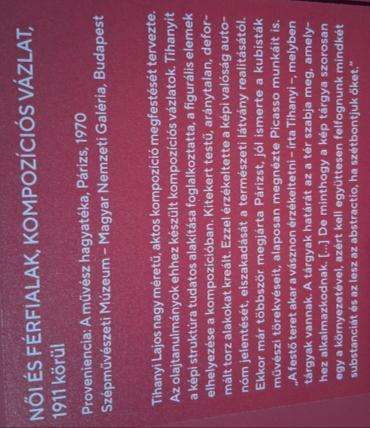 NŐI ÉS FÉRFIALAK, KOMPOZÍCIÓS VÁZLAT,
1911 körül
Proveniencia: A művész hagyatéka, Párizs, 1970
Szépművészeti Múzeum – Magyar Nemzeti Galéria, Budapest
Tihanyi Lajos nagy méretű, aktos kompozíció megfestését tervezte.
Az olajtanulmányok ehhez készült kompozíciós vázlatok. Tihanyit
a képi struktúra tudatos alakítása foglalkoztatta, a figurális elemek
elhelyezése a kompozícióban. Kitekert testű, aránytalan, defor-
mált torz alakokat kreált. Ezzel érzékeltette a képi valóság auto-
nóm jelentését, elszakadását a természeti látvány realitásától.
Ekkor már többször megjárta Párizst, jól ismerte a kubisták
művészi törekvéseit, alaposan megnézte Picasso munkáit is.
„A festő teret akar a vásznon érzékeltetni – írta Tihanyi –, melyben
tárgyak vannak. A tárgyak határát az a tér szabja meg, amely-
hez alkalmazkodnak. [...] De minthogy a kép tárgya szorosan
egy a környezetével, azért kell együttesen felfognunk mindkét
substanciát és az lesz az abstractio, ha szétbontjuk őket.”